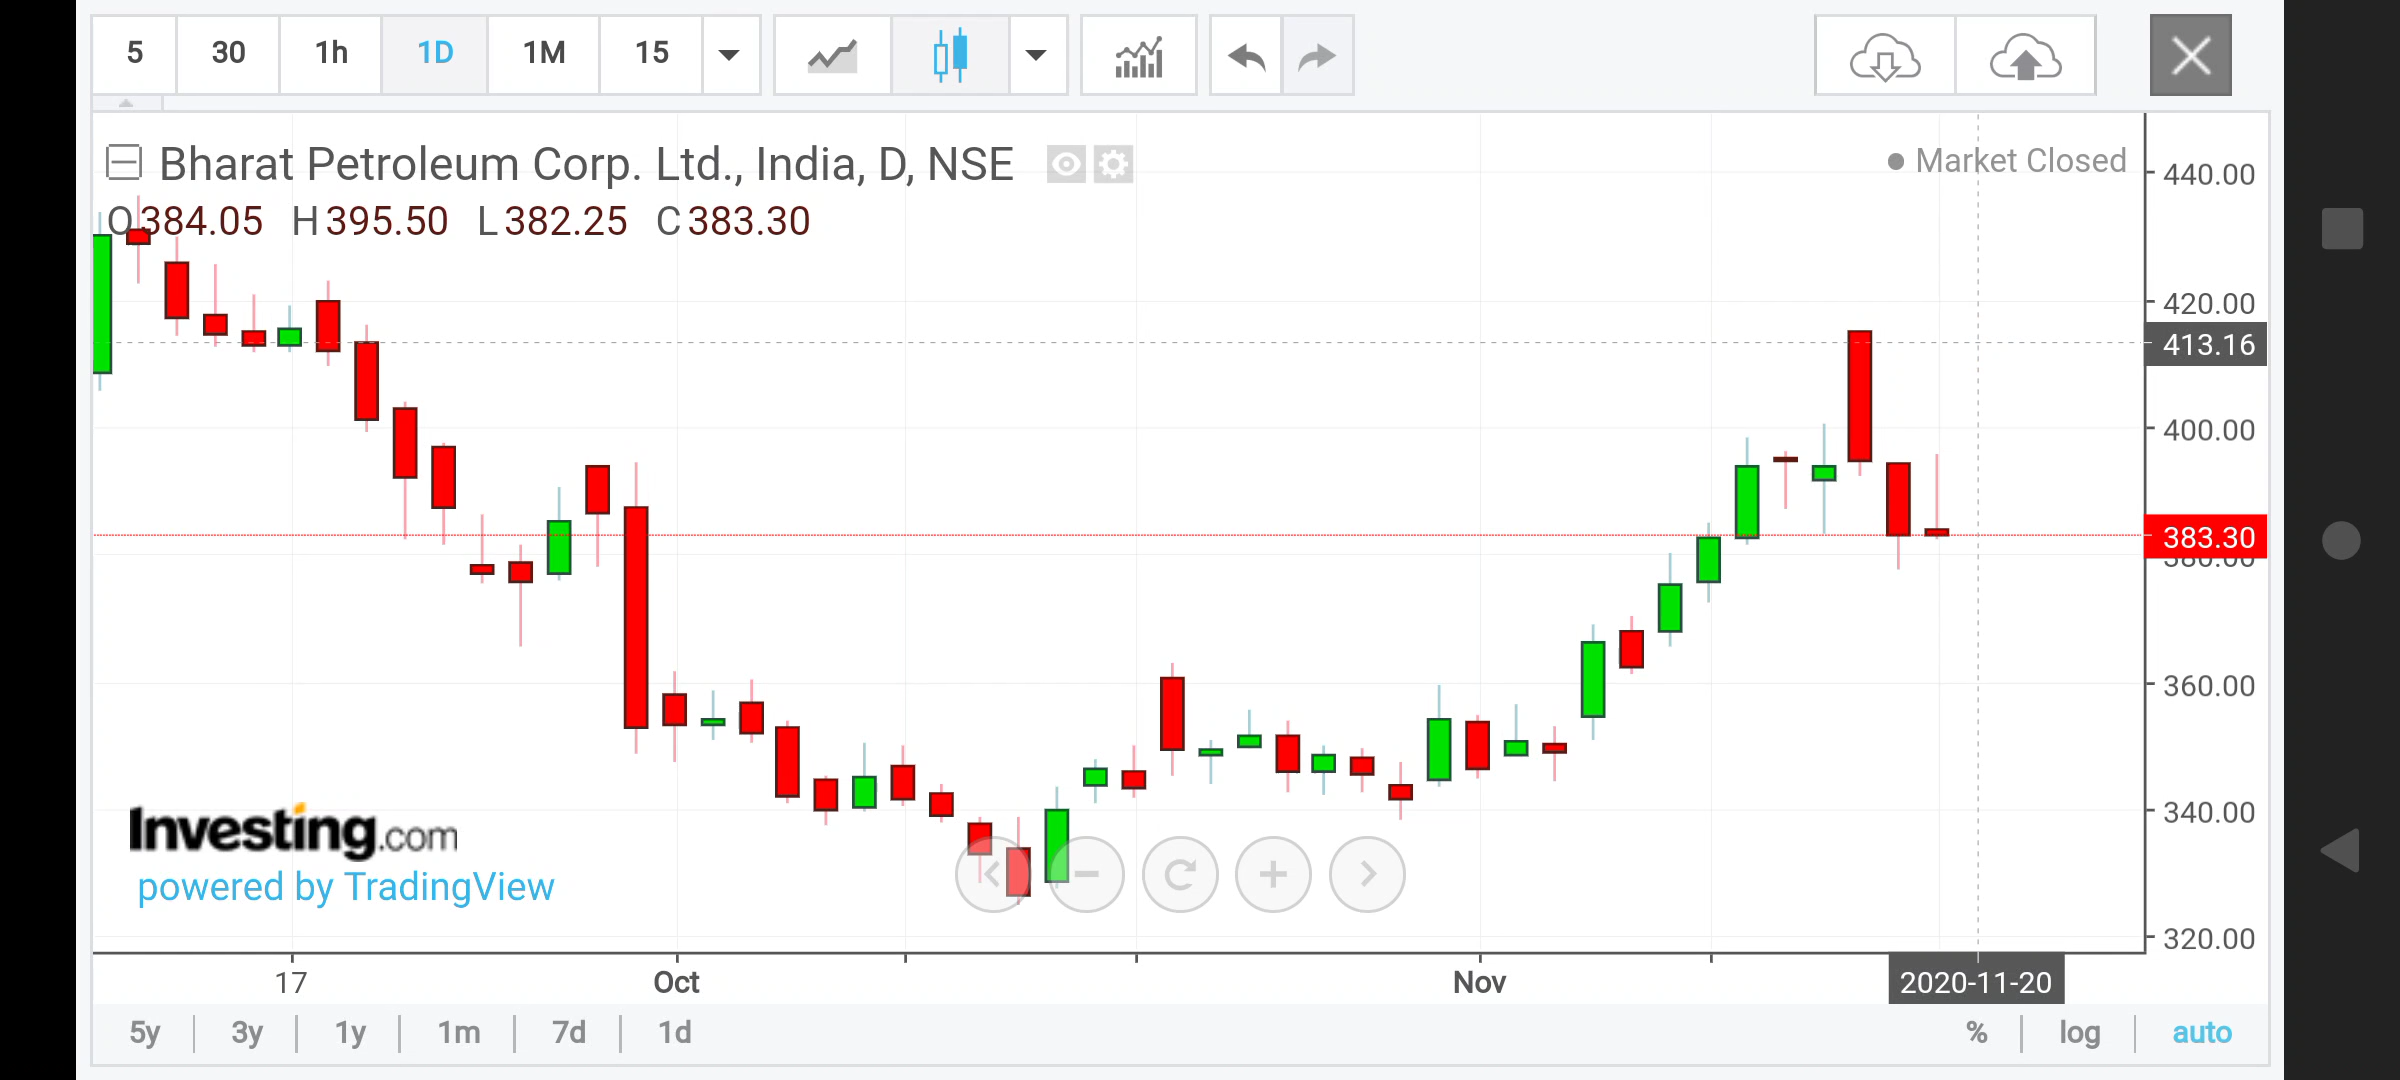 5 30 1h 1D 1M 15
Bharat Petroleum Corp. Ltd., India, D, NSE
Market Closed
O384.05 H395.50 L382.25 C383.30
440.00
420.00
413.16
400.00
383.30
380.00
360.00
340.00
320.00
Investing.com
powered by TradingView
17 Oct Nov 2020-11-20
5y 3y 1y 1m 7d 1d % log auto